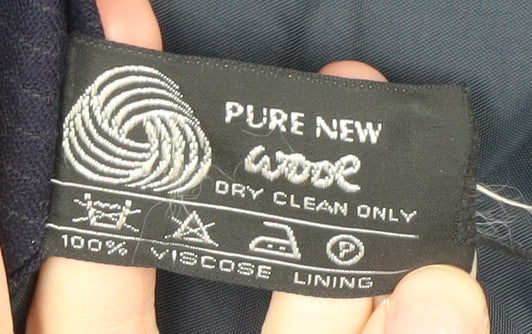 PURE NEW
wool
DRY CLEAN ONLY
P
100% VISCOSE LINING